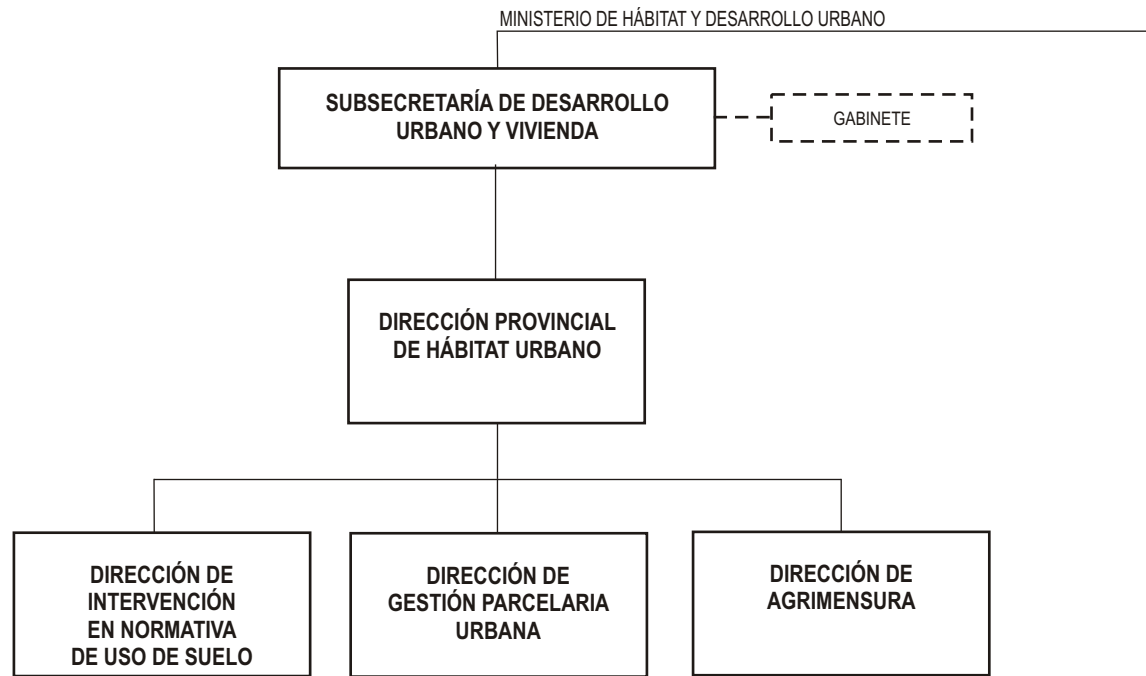 MINISTERIO DE HÁBITAT Y DESARROLLO URBANO
SUBSECRETARÍA DE DESARROLLO
URBANO Y VIVIENDA
GABINETE
DIRECCIÓN PROVINCIAL
DE HÁBITAT URBANO
DIRECCIÓN DE
INTERVENCIÓN
EN NORMATIVA
DE USO DE SUELO
DIRECCIÓN DE
GESTIÓN PARCELARIA
URBANA
DIRECCIÓN DE
AGRIMENSURA